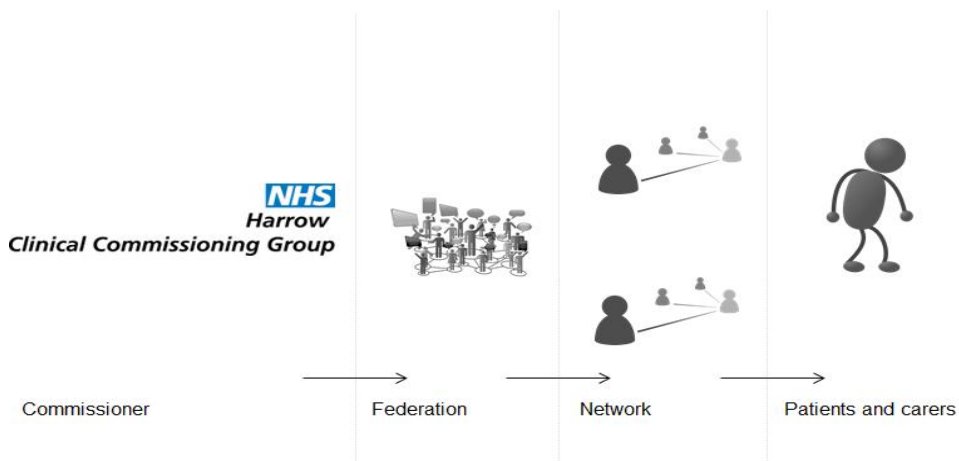 NHS
Harrow
Clinical Commissioning Group
Commissioner
Federation
Network
Patients and carers